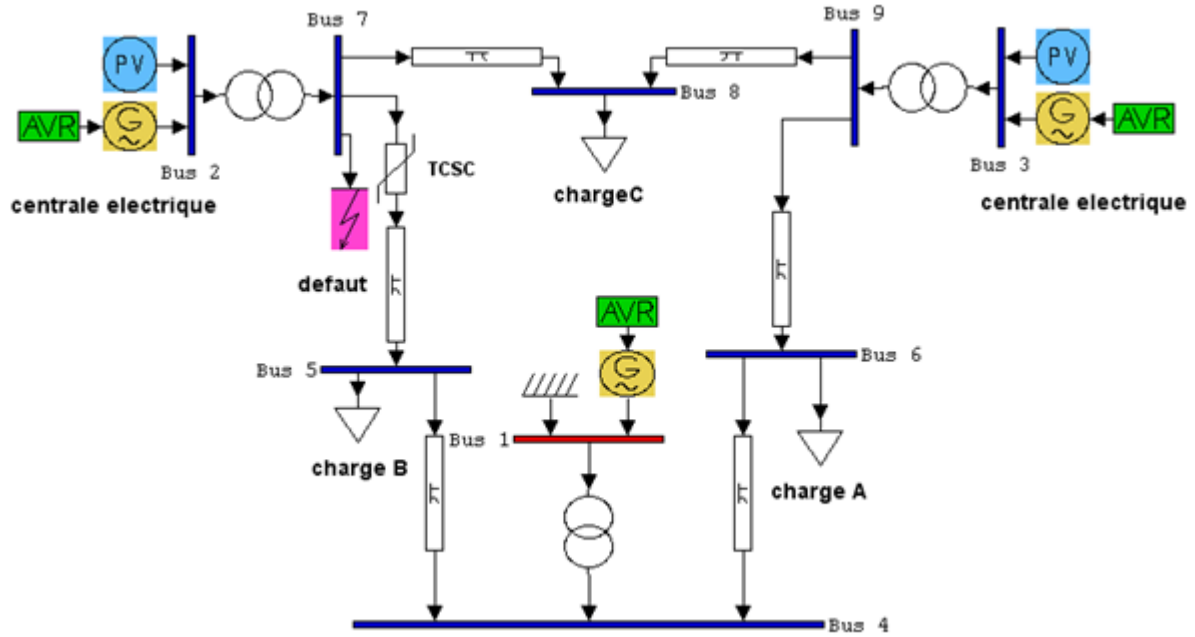 Bus 7
Bus 9
PV
PV
Bus 8
AVR
G
G
AVR
Bus 2
TCSC
Bus 3
chargeC
centrale electrique
centrale electrique
defaut
AVR
G
Bus 6
Bus 5
Bus 1
charge B
charge A
Bus 4